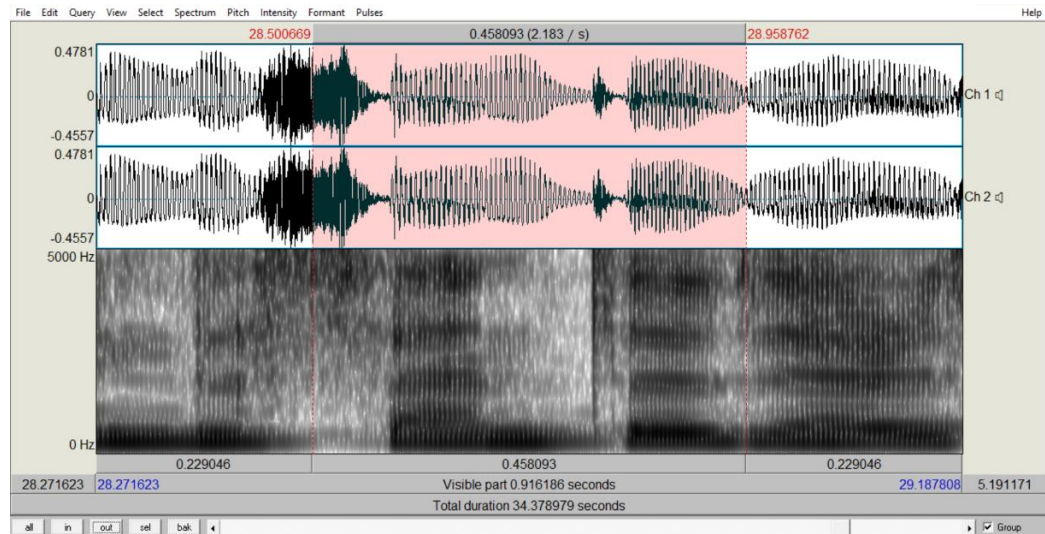 File Edit Query View Select Spectrum Pitch Intensity Formant Pulses Help
28.500669 0.458093 (2.183 / s) 28.958762
0.4781
0
-0.4557
Ch 1
0.4781
0
-0.4557
Ch 2
5000 Hz
0 Hz
0.229046 0.458093 0.229046
28.271623 28.271623 Visible part 0.916186 seconds 29.187808 5.191171
Total duration 34.378979 seconds
all in out sel bak Group